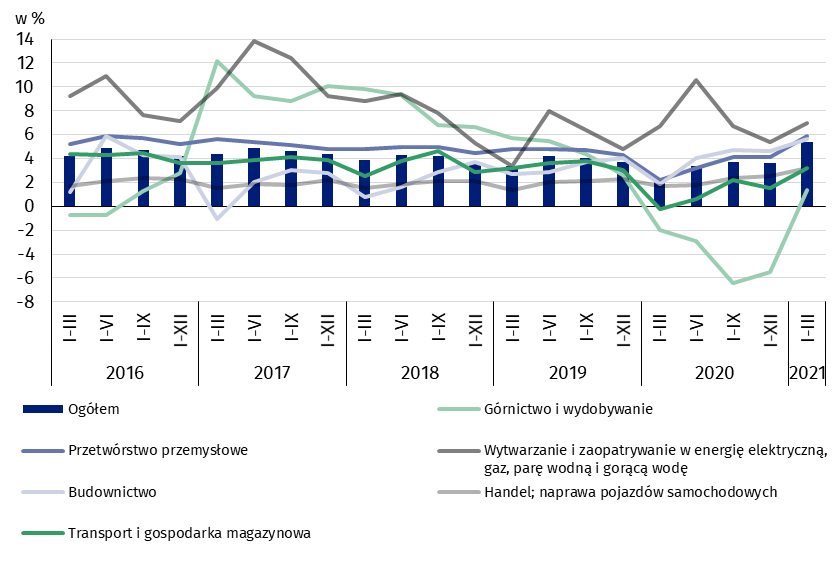 w %
14
12
10
8
6
4
2
0
-2
-4
-6
-8
I-III I-VI I-IX I-XII I-III I-VI I-IX I-XII I-III I-VI I-IX I-XII I-III I-VI I-IX I-XII I-III I-VI I-IX I-XII I-III
2016 2017 2018 2019 2020 2021
Ogółem
Górnictwo i wydobywanie
Przetwórstwo przemysłowe
Wytwarzanie i zaopatrywanie w energię elektryczną,
gaz, parę wodną i gorącą wodę
Budownictwo
Handel; naprawa pojazdów samochodowych
Transport i gospodarka magazynowa